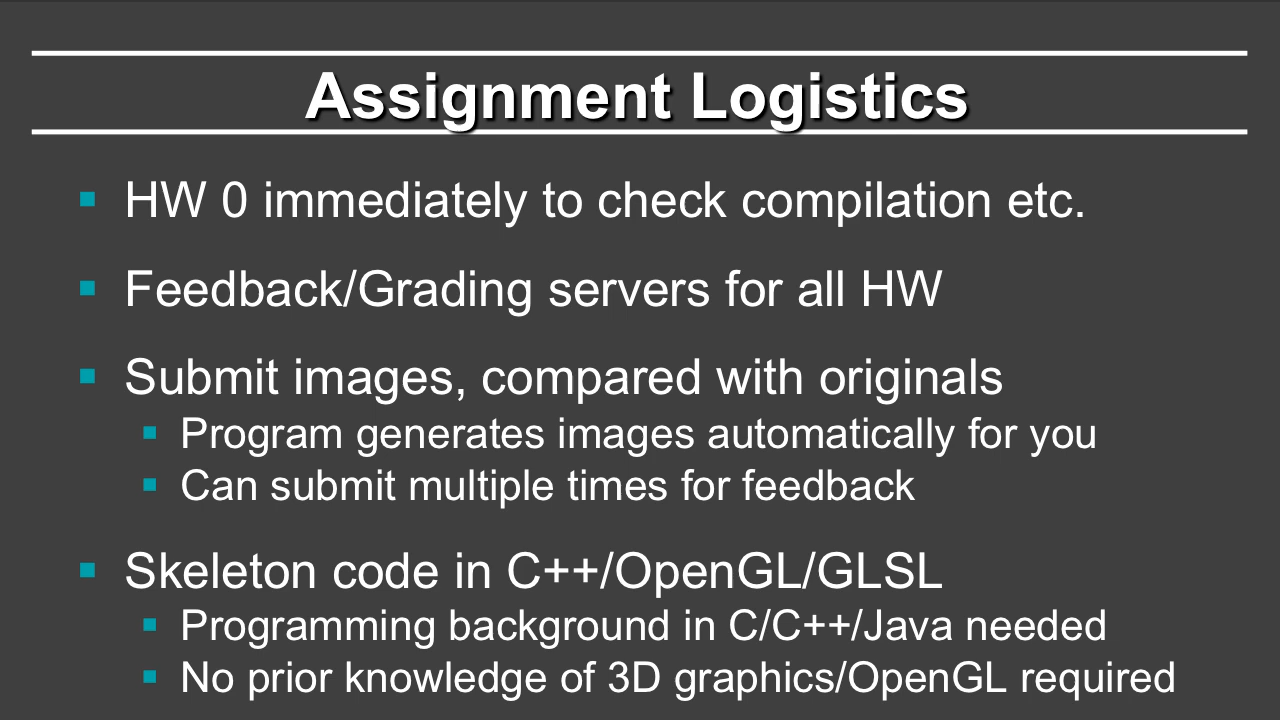 Assignment Logistics
HW 0 immediately to check compilation etc.
Feedback/Grading servers for all HW
Submit images, compared with originals
Program generates images automatically for you
Can submit multiple times for feedback
Skeleton code in C++/OpenGL/GLSL
Programming background in C/C++/Java needed
No prior knowledge of 3D graphics/OpenGL required